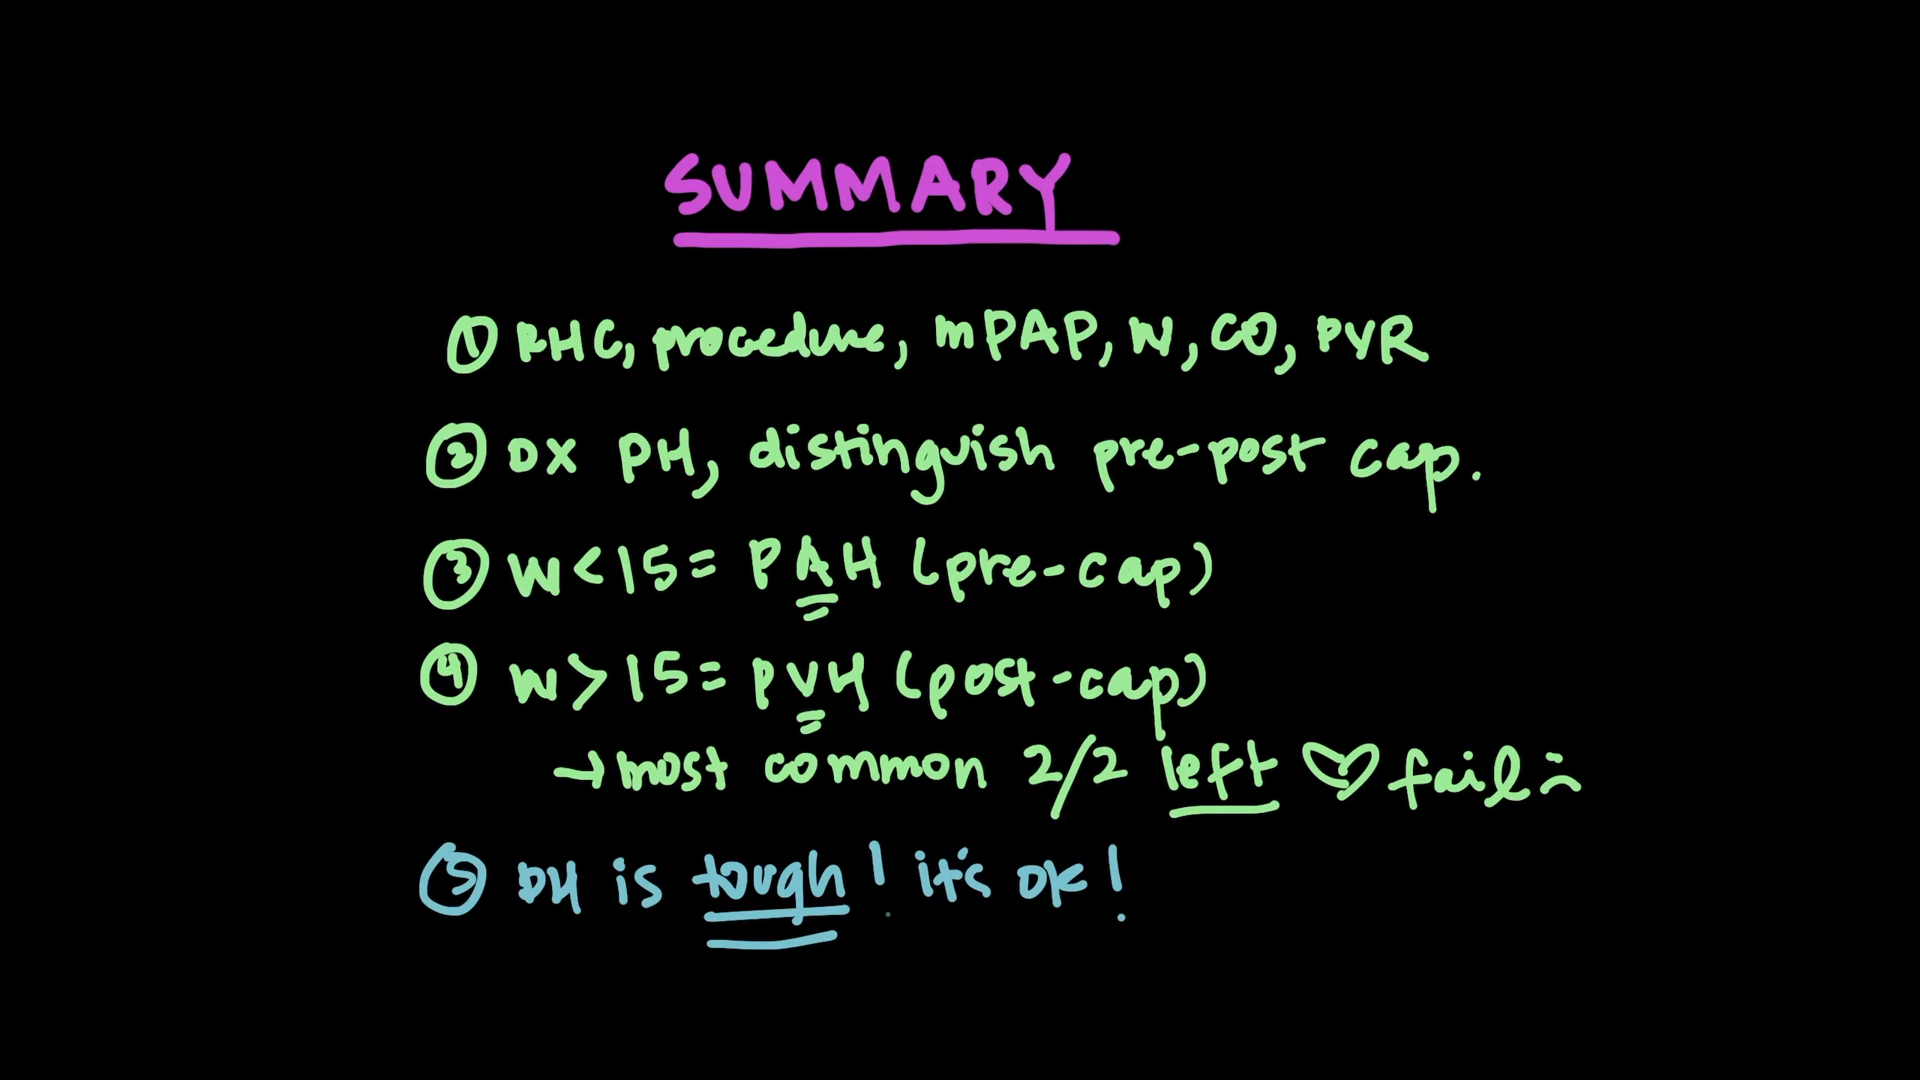 SUMMARY
① RHC, procedure, mPAP, W, CO, PVR
② DX PH, distinguish pre-post cap.
③ W<15= PAH (pre-cap)
④ W>15= PVH (post-cap)
→ most common 2/2 left ♡ fail ☹
⑤ PH is tough! it's ok!